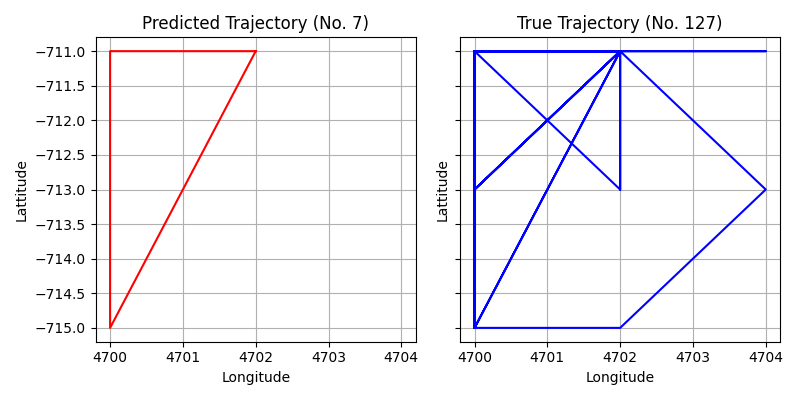 Predicted Trajectory (No. 7)
−711.0
−711.5
−712.0
−712.5
−713.0
−713.5
−714.0
−714.5
−715.0
Lattitude
4700 4701 4702 4703 4704
Longitude
True Trajectory (No. 127)
Lattitude
4700 4701 4702 4703 4704
Longitude